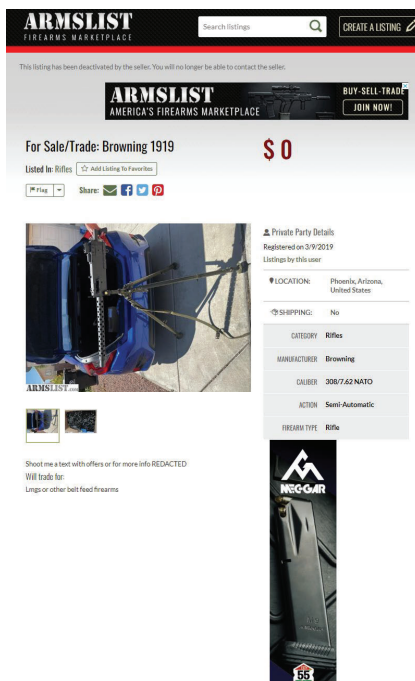 ARMSLIST
FIREARMS MARKETPLACE
Search listings
CREATE A LISTING
This listing has been deactivated by the seller. You will no longer be able to contact the seller.
ARMSLIST
AMERICA'S FIREARMS MARKETPLACE
BUY-SELL-TRADE
JOIN NOW!
For Sale/Trade: Browning 1919
$ 0
Listed In: Rifles
Add Listing To Favorites
Flag
Share:
Private Party Details
Registered on 3/9/2019
Listings by this user
LOCATION: Phoenix, Arizona,
United States
SHIPPING: No
CATEGORY Rifles
MANUFACTURER Browning
CALIBER 308/7.62 NATO
ACTION Semi-Automatic
FIREARM TYPE Rifle
ARMSLIST.com
Shoot me a text with offers or for more info REDACTED
Will trade for:
Lmgs or other belt feed firearms
MEC-GAR
55